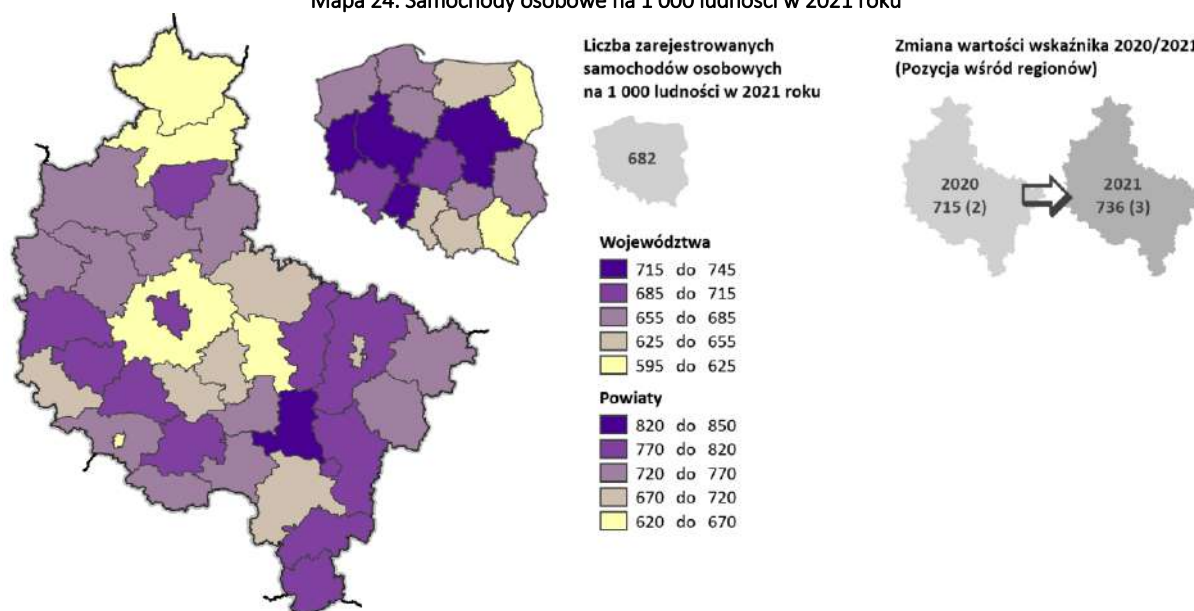 Mapa 24. Samochody osobowe na 1 000 ludności w 2021 roku
Liczba zarejestrowanych
samochodów osobowych
na 1 000 ludności w 2021 roku
682
Zmiana wartości wskaźnika 2020/2021
(Pozycja wśród regionów)
2020
715 (2)
2021
736 (3)
Województwa
715 do 745
685 do 715
655 do 685
625 do 655
595 do 625
Powiaty
820 do 850
770 do 820
720 do 770
670 do 720
620 do 670